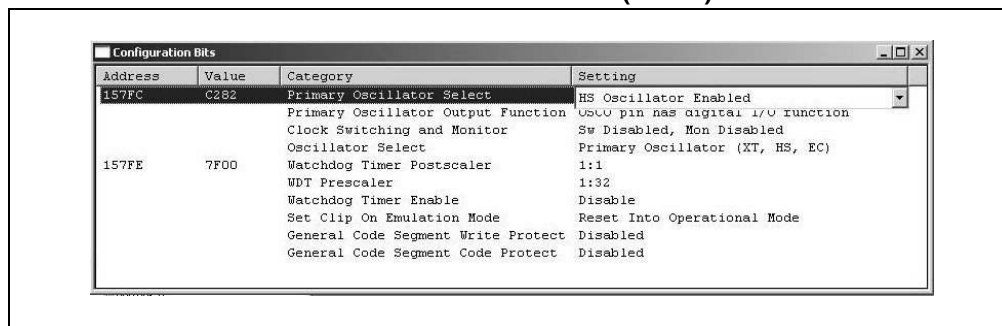 Configuration Bits
Address Value Category Setting
157FC C282 Primary Oscillator Select HS Oscillator Enabled
Primary Oscillator Output Function OSCO pin has digital I/O function
Clock Switching and Monitor Sw Disabled, Mon Disabled
Oscillator Select Primary Oscillator (XT, HS, EC)
157FE 7F00 Watchdog Timer Postscaler 1:1
WDT Prescaler 1:32
Watchdog Timer Enable Disable
Set Clip On Emulation Mode Reset Into Operational Mode
General Code Segment Write Protect Disabled
General Code Segment Code Protect Disabled